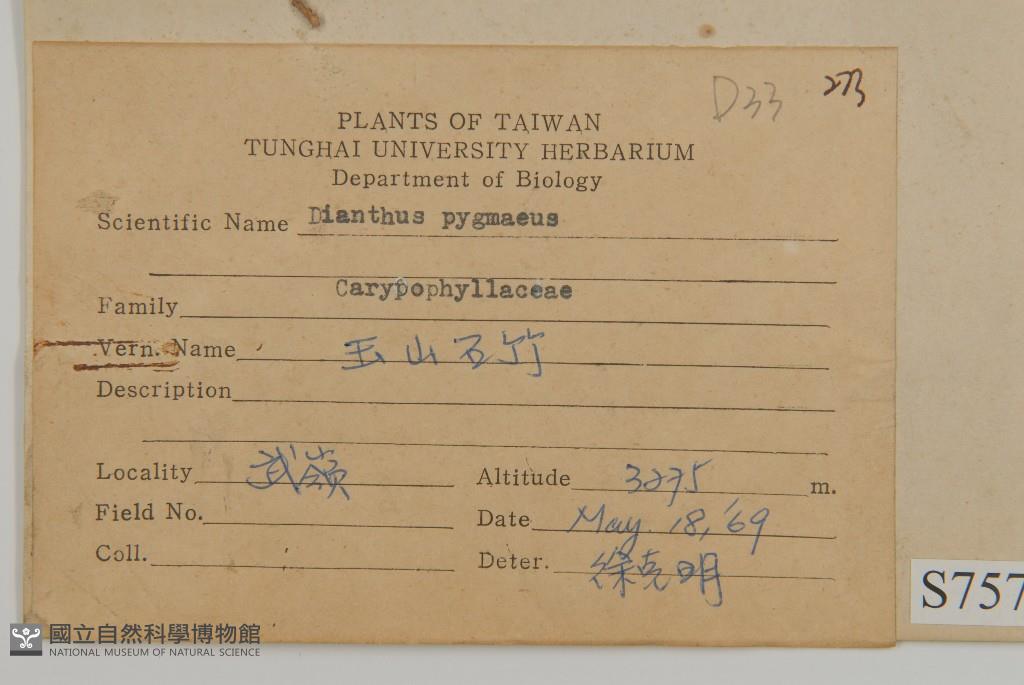 D33 273
PLANTS OF TAIWAN
TUNGHAI UNIVERSITY HERBARIUM
Department of Biology
Scientific Name Dianthus pygmaeus
Family Carypophyllaceae
Vern. Name 玉山石竹
Description
Locality 武嶺 Altitude 3275 m.
Field No. Date May 18, '69
Coll. Deter. 徐克明
S757
國立自然科學博物館
NATIONAL MUSEUM OF NATURAL SCIENCE